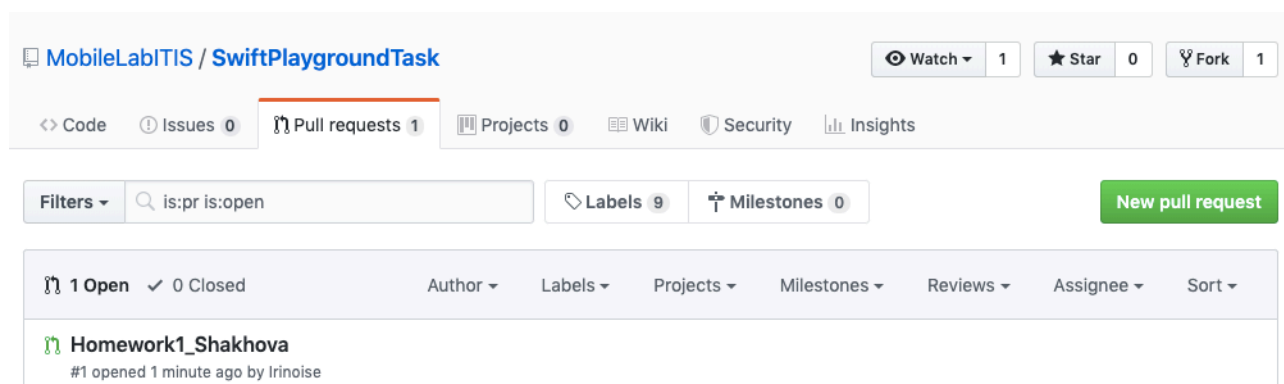 MobileLabITIS / SwiftPlaygroundTask Watch 1 Star 0 Fork 1
<> Code Issues 0 Pull requests 1 Projects 0 Wiki Security Insights
Filters is:pr is:open Labels 9 Milestones 0 New pull request
1 Open 0 Closed Author Labels Projects Milestones Reviews Assignee Sort
Homework1_Shakhova
#1 opened 1 minute ago by Irinoise